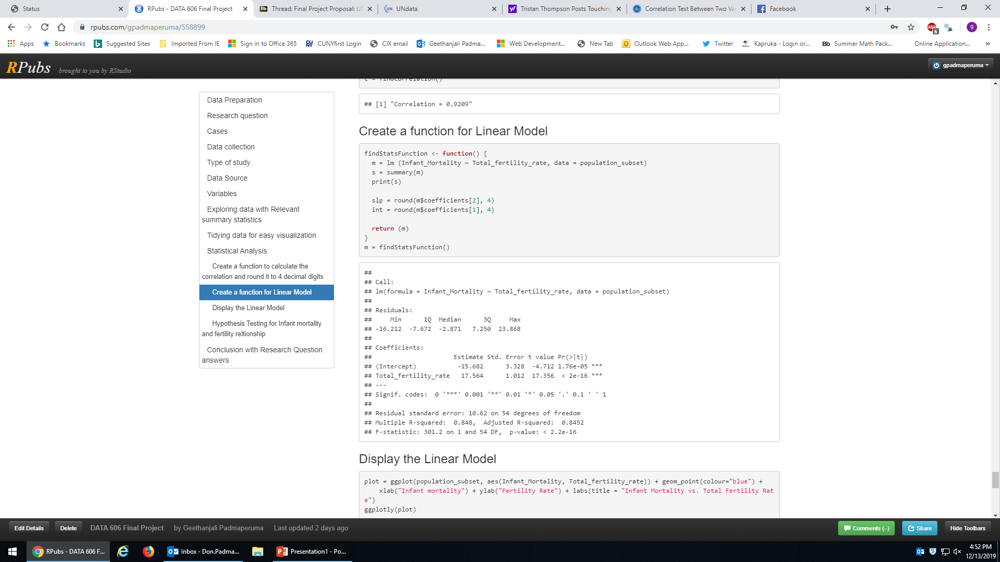 Status
RPubs - DATA 606 Final Project
Bb Thread: Final Project Proposal: U
UN UNdata
y! Tristan Thompson Posts Touching
Correlation Test Between Two Va
Facebook
rpubs.com/gpadmaperuma/558899
ABP
6
g
Apps
Bookmarks
Suggested Sites
Imported From IE
Sign in to Office 365
CUNYfirst Login
CIX email
Geethanjali Padma...
Web Development...
New Tab
Outlook Web App...
Twitter
Kapruka - Login or...
Bb Summer Math Pack...
Online Application...
»
RPubs brought to you by RStudio
gpadmaperuma
Data Preparation
Research question
Cases
Data collection
Type of study
Data Source
Variables
Exploring data with Relevant
summary statistics
Tidying data for easy visualization
Statistical Analysis
Create a function to calculate the
correlation and round it to 4 decimal digits
Create a function for Linear Model
Display the Linear Model
Hypothesis Testing for Infant mortality
and fertility reltionship
Conclusion with Research Question
answers
c = findCorrelation()
## [1] "Correlation = 0.9209"
Create a function for Linear Model
findStatsFunction <- function() {
m = lm (Infant_Mortality ~ Total_fertility_rate, data = population_subset)
s = summary(m)
print(s)
slp = round(m$coefficients[2], 4)
int = round(m$coefficients[1], 4)
return (m)
}
m = findStatsFunction()
##
## Call:
## lm(formula = Infant_Mortality ~ Total_fertility_rate, data = population_subset)
##
## Residuals:
##     Min      1Q  Median      3Q     Max
## -16.212  -7.672  -2.871   7.250  23.868
##
## Coefficients:
##                      Estimate Std. Error t value Pr(>|t|)
## (Intercept)           -15.682      3.328  -4.712 1.76e-05 ***
## Total_fertility_rate   17.564      1.012  17.356  < 2e-16 ***
## ---
## Signif. codes:  0 '***' 0.001 '**' 0.01 '*' 0.05 '.' 0.1 ' ' 1
##
## Residual standard error: 10.62 on 54 degrees of freedom
## Multiple R-squared:  0.848,  Adjusted R-squared:  0.8452
## F-statistic: 301.2 on 1 and 54 DF,  p-value: < 2.2e-16
Display the Linear Model
plot = ggplot(population_subset, aes(Infant_Mortality, Total_fertility_rate)) + geom_point(colour="blue") +
xlab("Infant mortality") + ylab("Fertility Rate") + labs(title = "Infant Mortality vs. Total Fertility Rat
e")
ggplotly(plot)
Edit Details
Delete
DATA 606 Final Project
by Geethanjali Padmaperuma
Last updated 2 days ago
Comments (–)
Share
Hide Toolbars
RPubs - DATA 606 F...
Inbox - Don.Padma...
Presentation1 - Po...
4:52 PM
12/13/2019